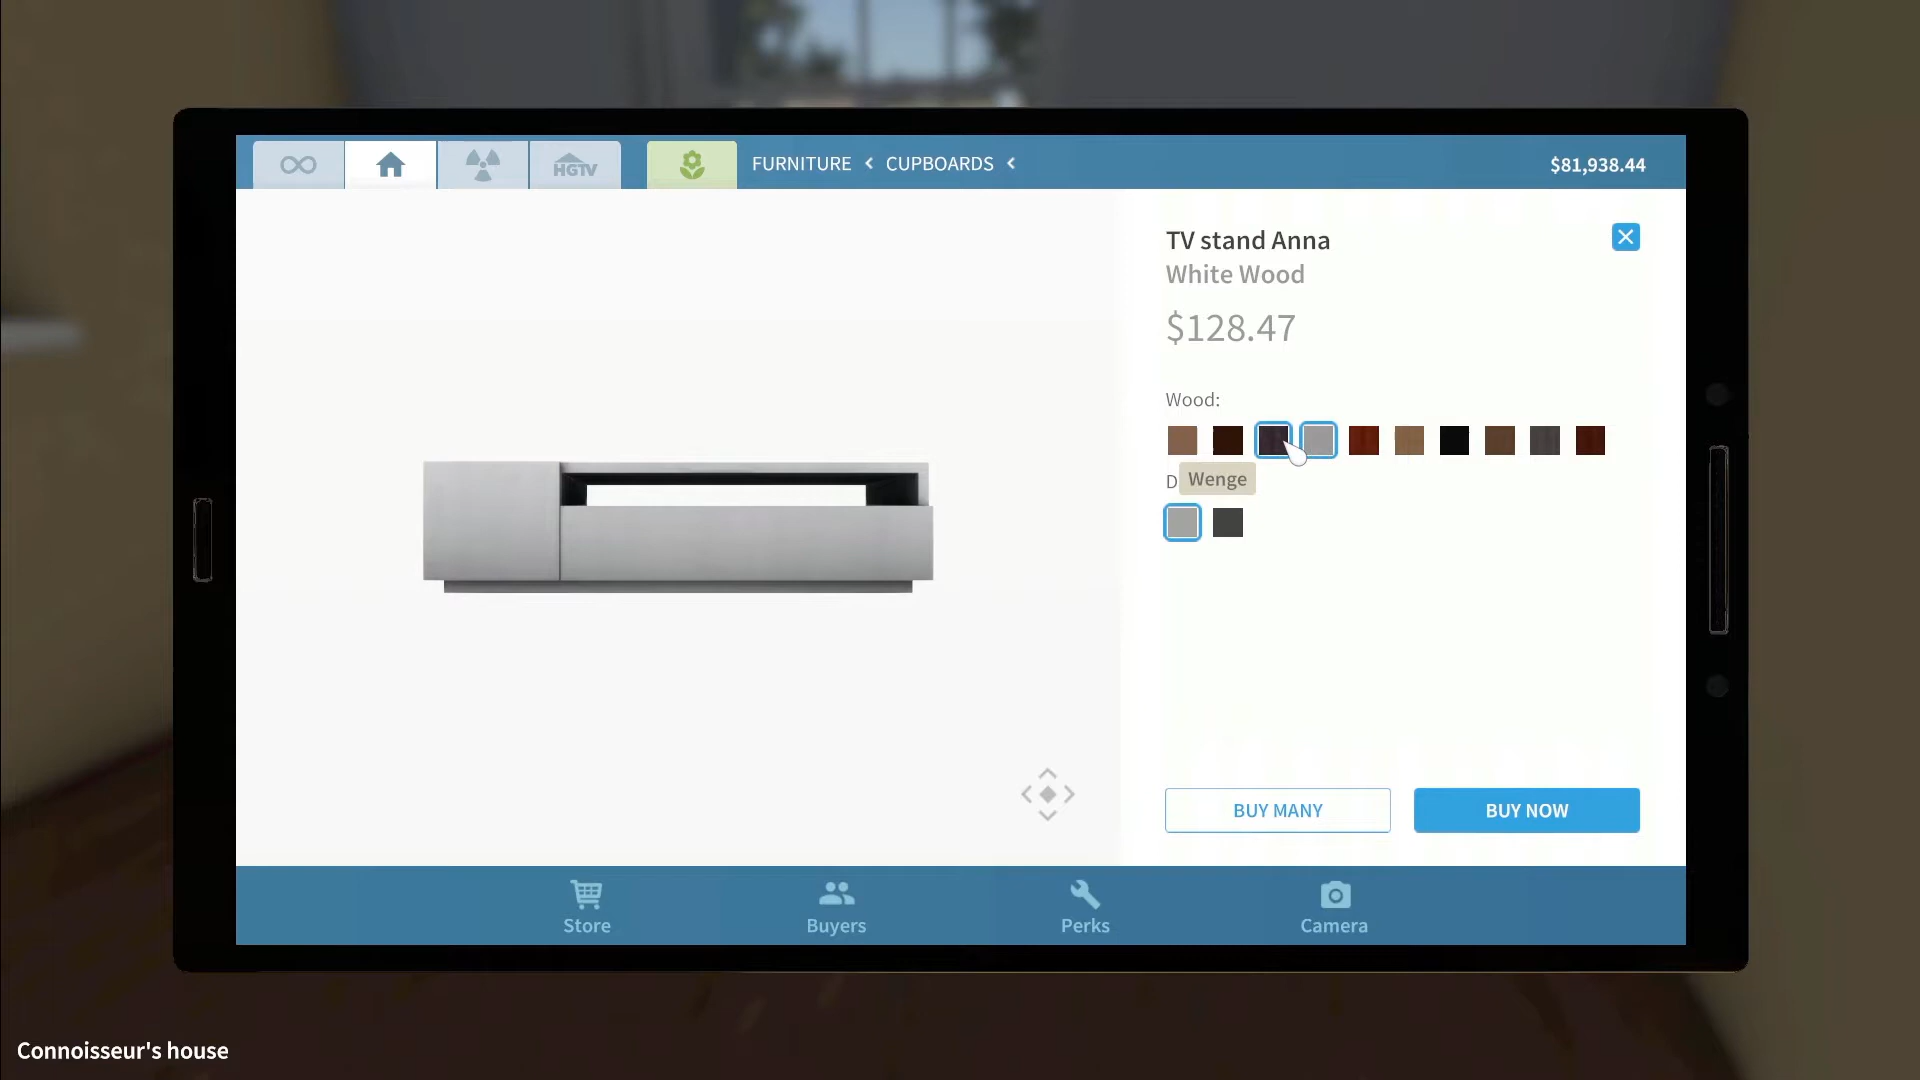 HGTV
FURNITURE < CUPBOARDS <
$81,938.44
TV stand Anna
White Wood
$128.47
Wood:
D
Wenge
BUY MANY
BUY NOW
Store
Buyers
Perks
Camera
Connoisseur's house